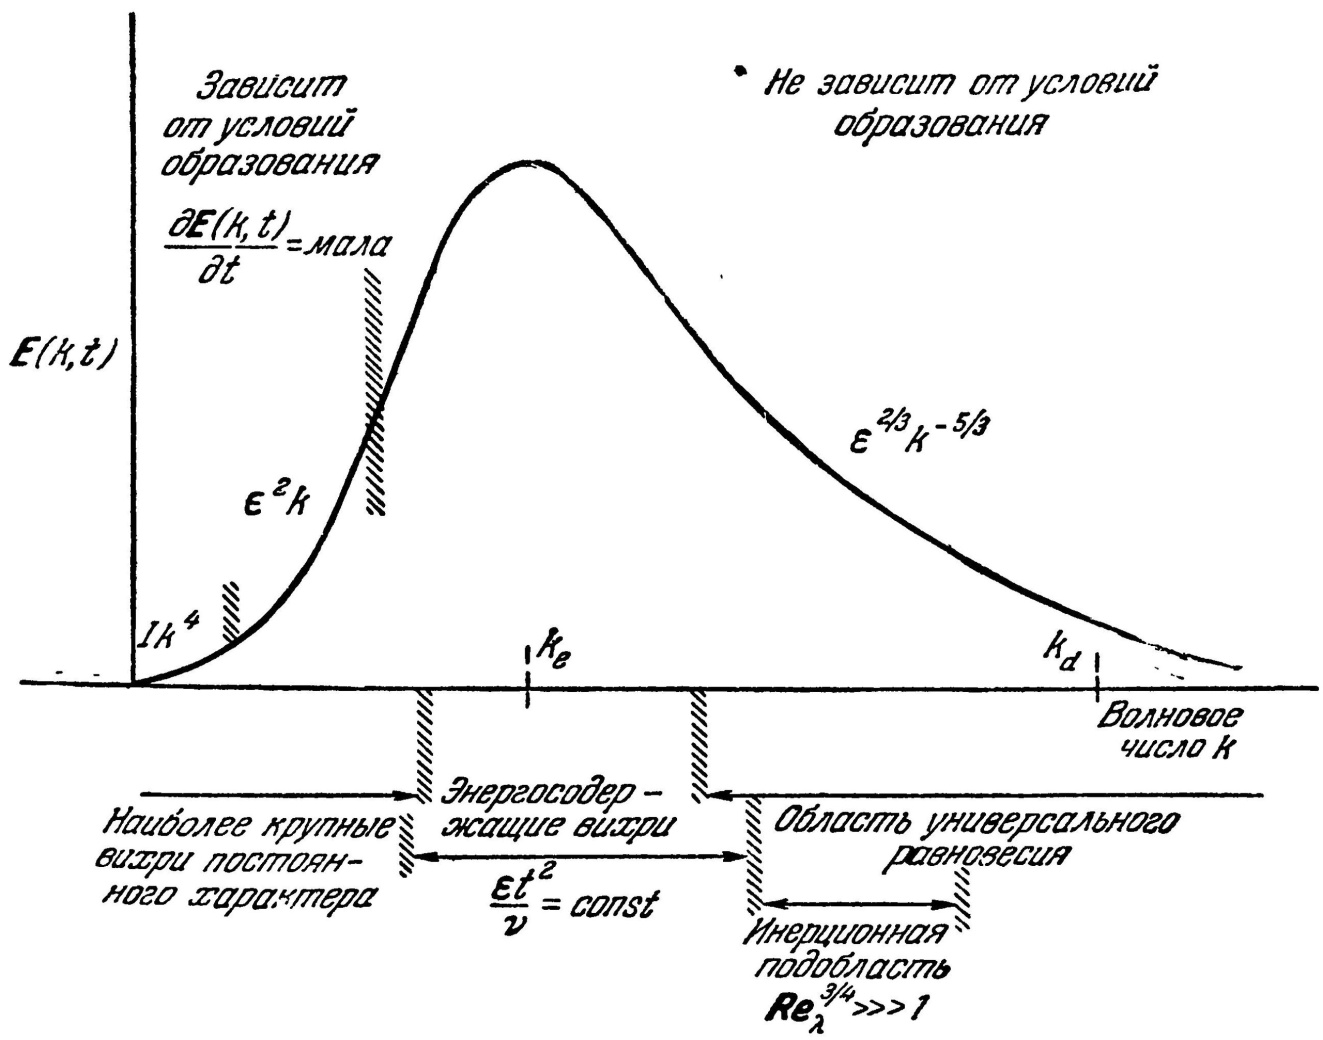 Зависит
от условий
образования
∂E(k,t)/∂t = мала
Не зависит от условий
образования
E(k,t)
ε^{2/3}k^{-5/3}
ϵ²k
Ik⁴
k_e
k_d
Волновое
число k
Энергосодер-
жащие вихри
Наиболее крупные
вихри постоян-
ного характера
εt²/ν = const
Область универсального
равновесия
Инерционная
подобласть
Re_λ^{3/4}>>>1